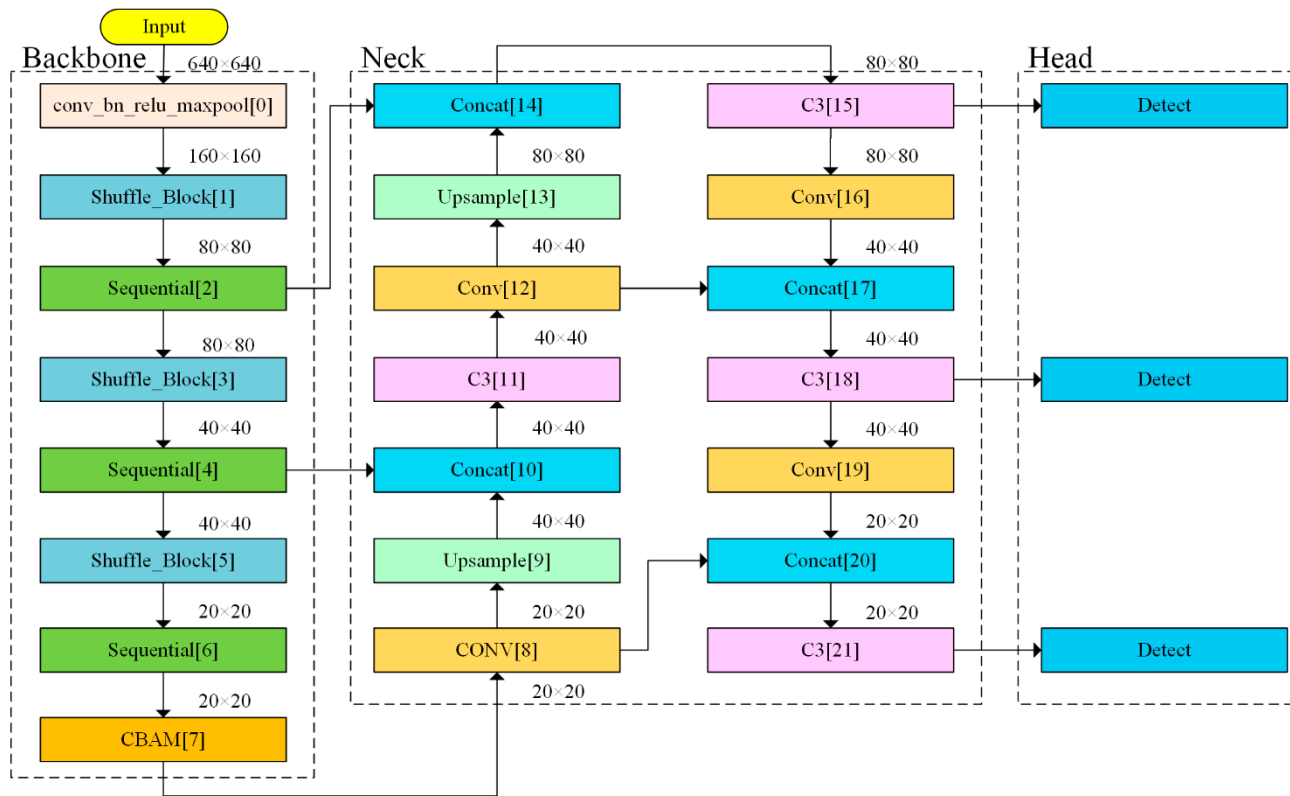 Input
Backbone
640×640
conv_bn_relu_maxpool[0]
160×160
Shuffle_Block[1]
80×80
Sequential[2]
80×80
Shuffle_Block[3]
40×40
Sequential[4]
40×40
Shuffle_Block[5]
20×20
Sequential[6]
20×20
CBAM[7]
Neck
Concat[14]
80×80
Upsample[13]
40×40
Conv[12]
40×40
C3[11]
40×40
Concat[10]
40×40
Upsample[9]
20×20
CONV[8]
20×20
80×80
C3[15]
80×80
Conv[16]
40×40
Concat[17]
40×40
C3[18]
40×40
Conv[19]
20×20
Concat[20]
20×20
C3[21]
Head
Detect
Detect
Detect